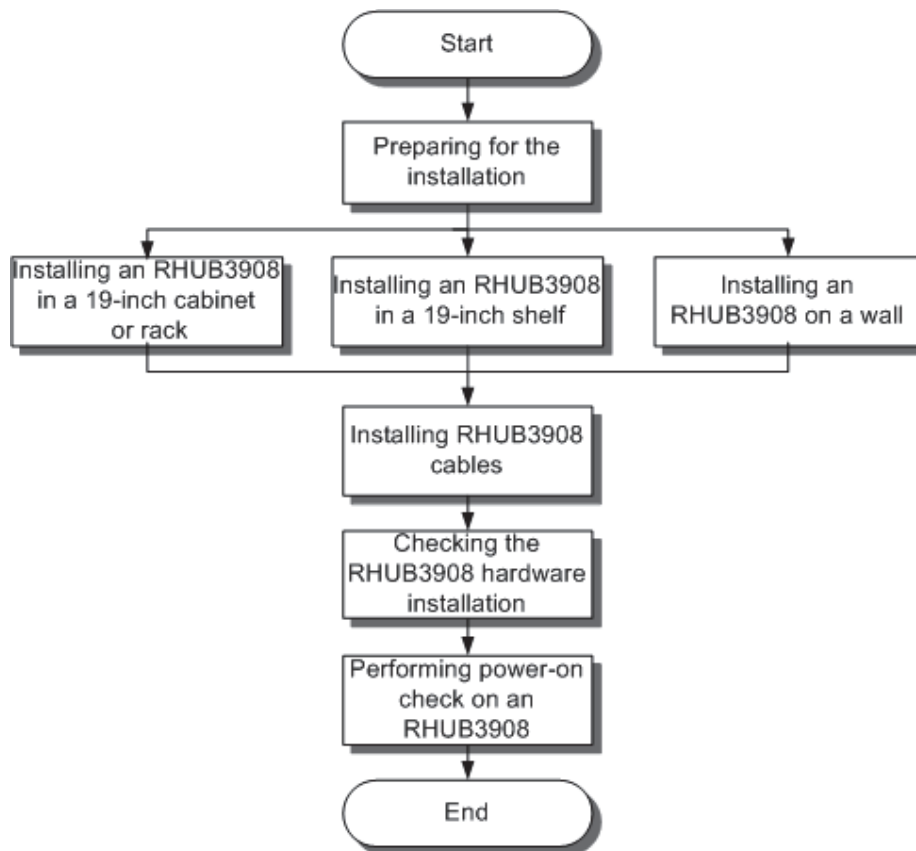 Start
Preparing for the
installation
Installing an RHUB3908
in a 19-inch cabinet
or rack
Installing an RHUB3908
in a 19-inch shelf
Installing an
RHUB3908 on a wall
Installing RHUB3908
cables
Checking the
RHUB3908 hardware
installation
Performing power-on
check on an
RHUB3908
End